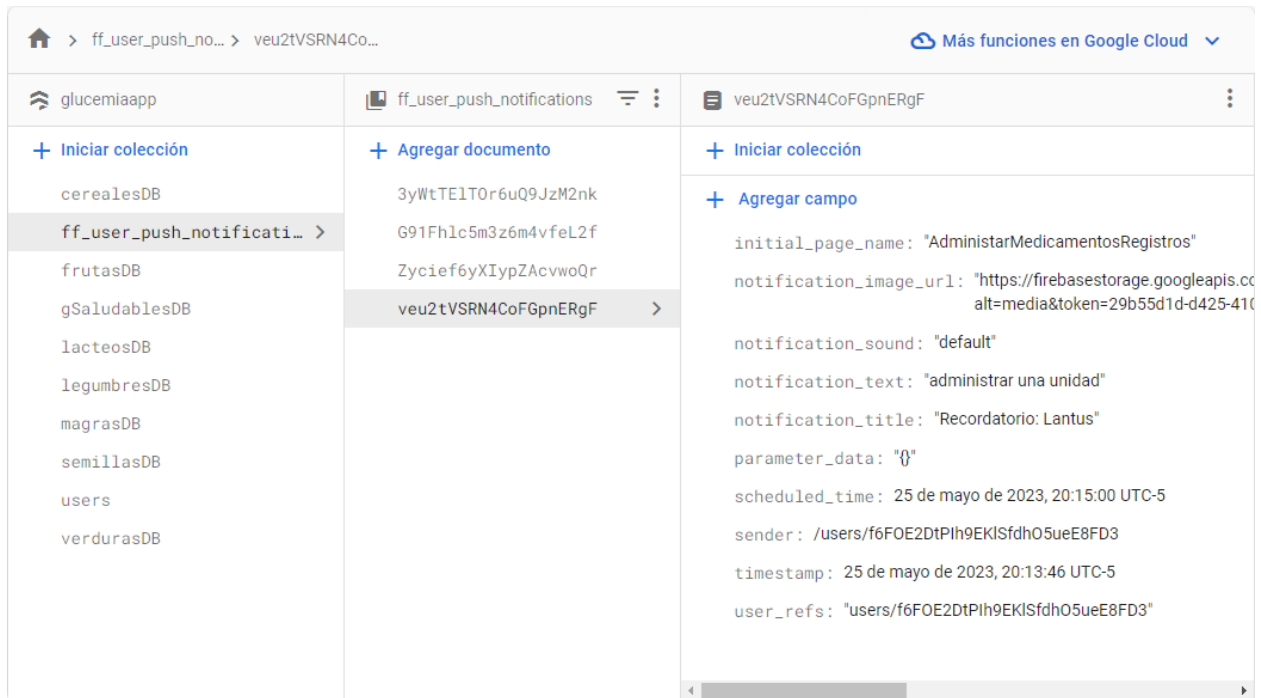 ff_user_push_no... > veu2tVSRN4Co...
Más funciones en Google Cloud
glucemiaapp
Iniciar colección
cerealesDB
ff_user_push_notificati...
frutasDB
gSaludablesDB
lacteosDB
legumbresDB
magrasDB
semillasDB
users
verdurasDB
ff_user_push_notifications
Agregar documento
3yWtTElTOr6uQ9JzM2nk
G91Fhlc5m3z6m4vfeL2f
Zycief6yXIypZAcvwoQr
veu2tVSRN4CoFGpnERgF
veu2tVSRN4CoFGpnERgF
Iniciar colección
Agregar campo
initial_page_name: "AdministarMedicamentosRegistros"
notification_image_url: "https://firebasestorage.googleapis.co
alt=media&token=29b55d1d-d425-410
notification_sound: "default"
notification_text: "administrar una unidad"
notification_title: "Recordatorio: Lantus"
parameter_data: "{}"
scheduled_time: 25 de mayo de 2023, 20:15:00 UTC-5
sender: /users/f6FOE2DtPIh9EKlSfdhO5ueE8FD3
timestamp: 25 de mayo de 2023, 20:13:46 UTC-5
user_refs: "users/f6FOE2DtPIh9EKlSfdhO5ueE8FD3"